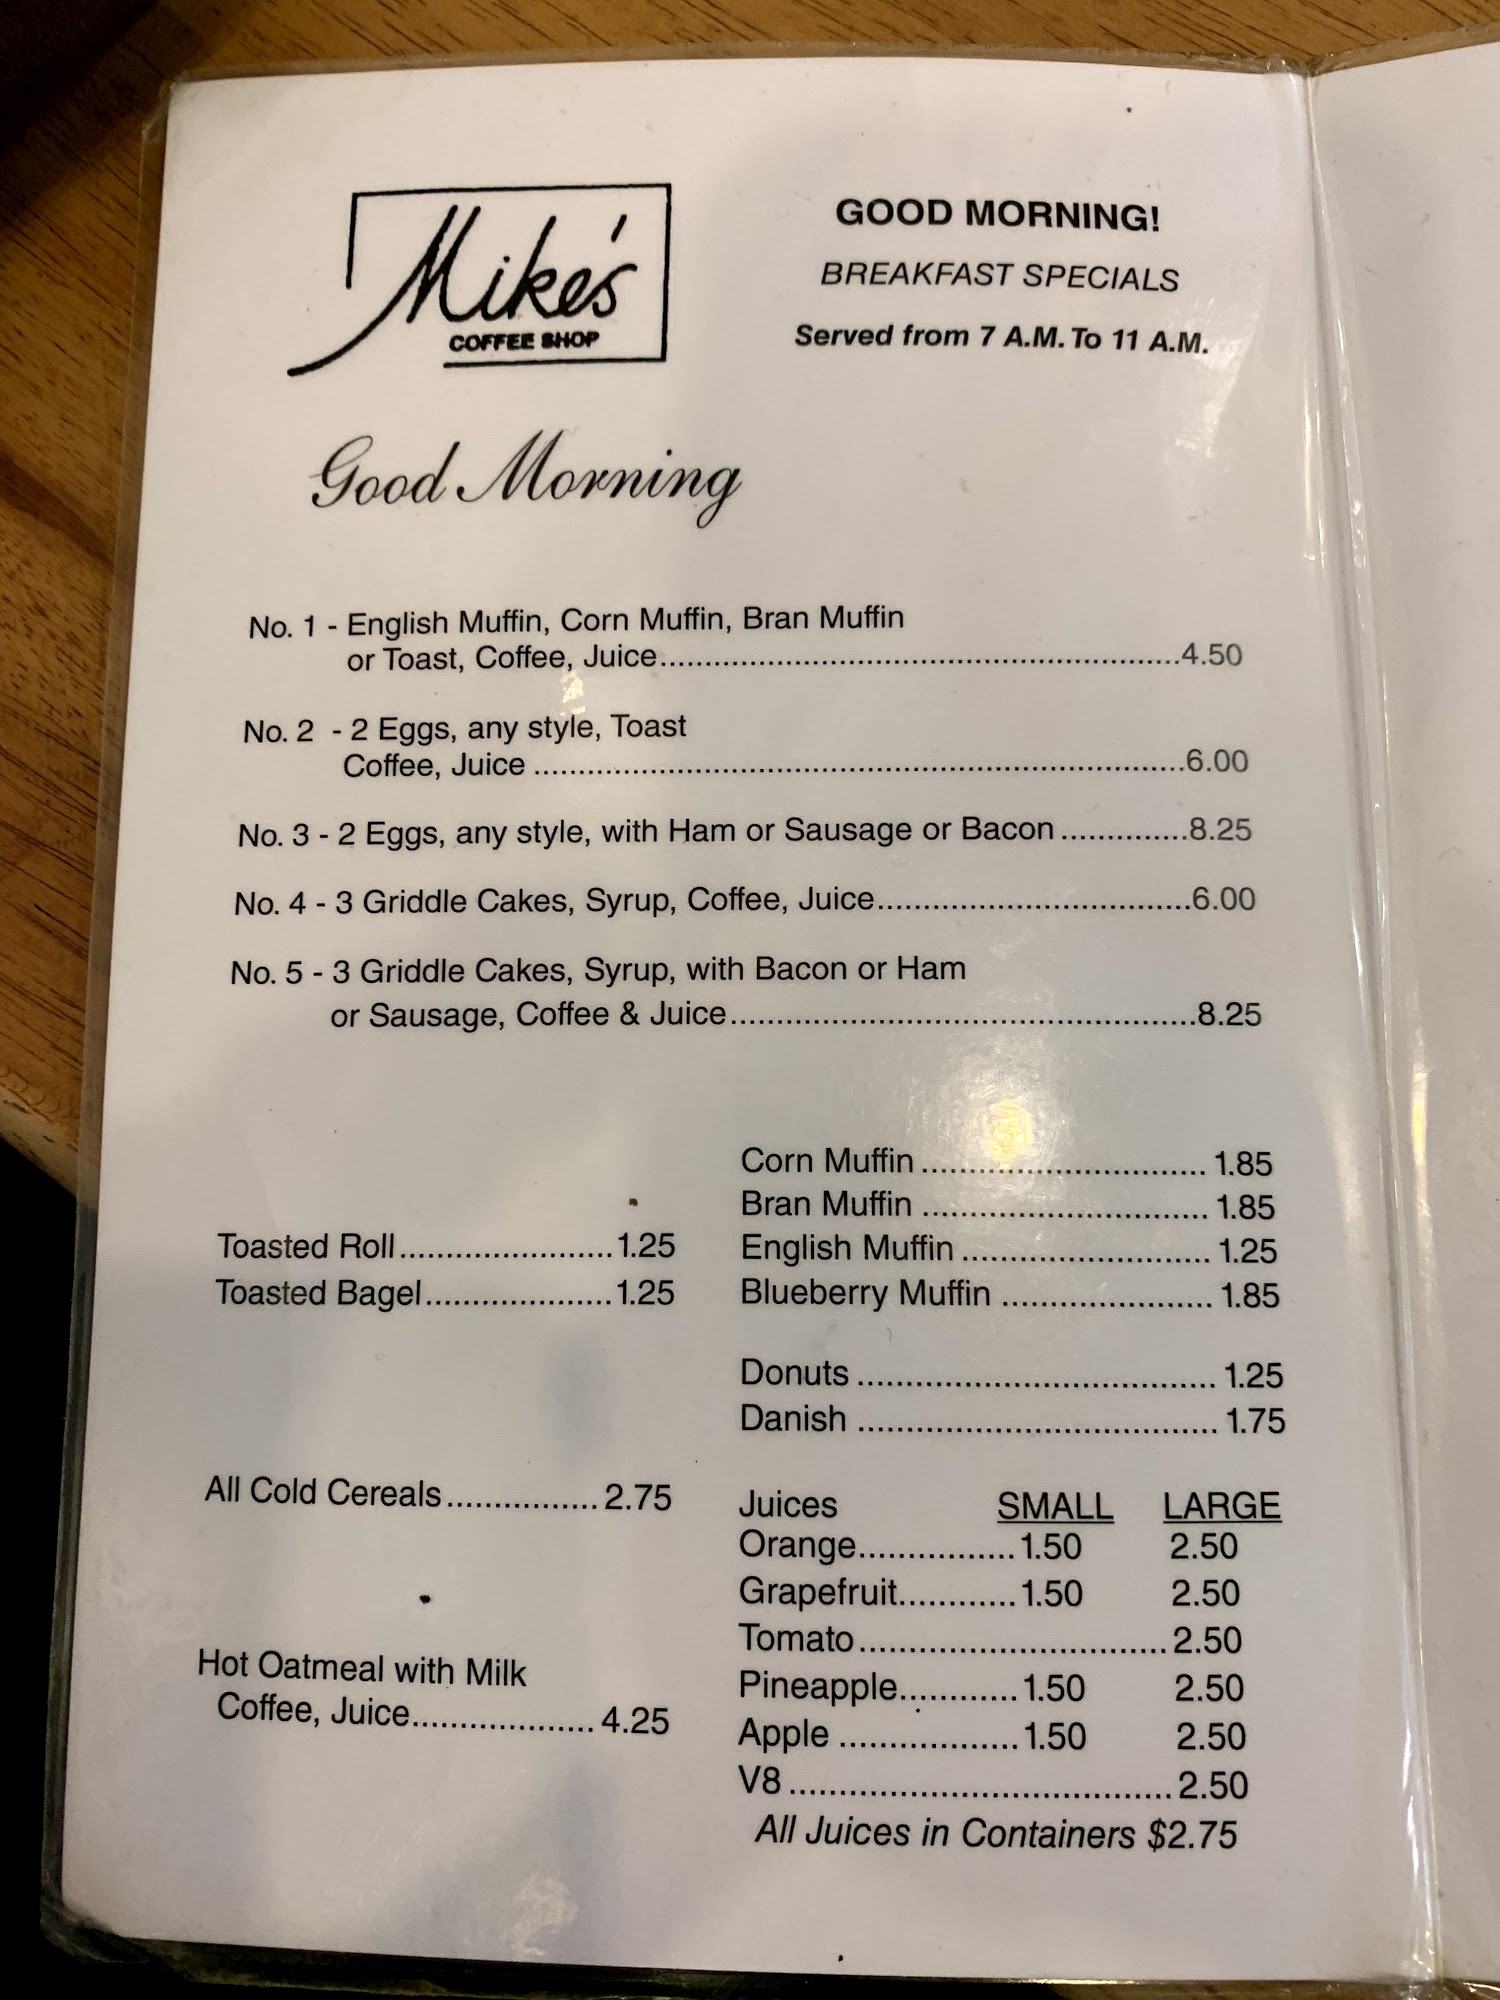 Mike's
COFFEE SHOP
GOOD MORNING!
BREAKFAST SPECIALS
Served from 7 A.M. To 11 A.M.
Good Morning
No. 1 - English Muffin, Corn Muffin, Bran Muffin
or Toast, Coffee, Juice..........................................................4.50
No. 2 - 2 Eggs, any style, Toast
Coffee, Juice ........................................................................6.00
No. 3 - 2 Eggs, any style, with Ham or Sausage or Bacon ..............8.25
No. 4 - 3 Griddle Cakes, Syrup, Coffee, Juice..................................6.00
No. 5 - 3 Griddle Cakes, Syrup, with Bacon or Ham
or Sausage, Coffee & Juice..................................................8.25
Toasted Roll.......................1.25
Toasted Bagel....................1.25
All Cold Cereals................2.75
Hot Oatmeal with Milk
Coffee, Juice...................4.25
Corn Muffin .............................. 1.85
Bran Muffin .............................. 1.85
English Muffin .......................... 1.25
Blueberry Muffin ...................... 1.85
Donuts ..................................... 1.25
Danish ..................................... 1.75
Juices SMALL LARGE
Orange................1.50 2.50
Grapefruit............1.50 2.50
Tomato................................2.50
Pineapple............1.50 2.50
Apple ..................1.50 2.50
V8 .......................................2.50
All Juices in Containers $2.75